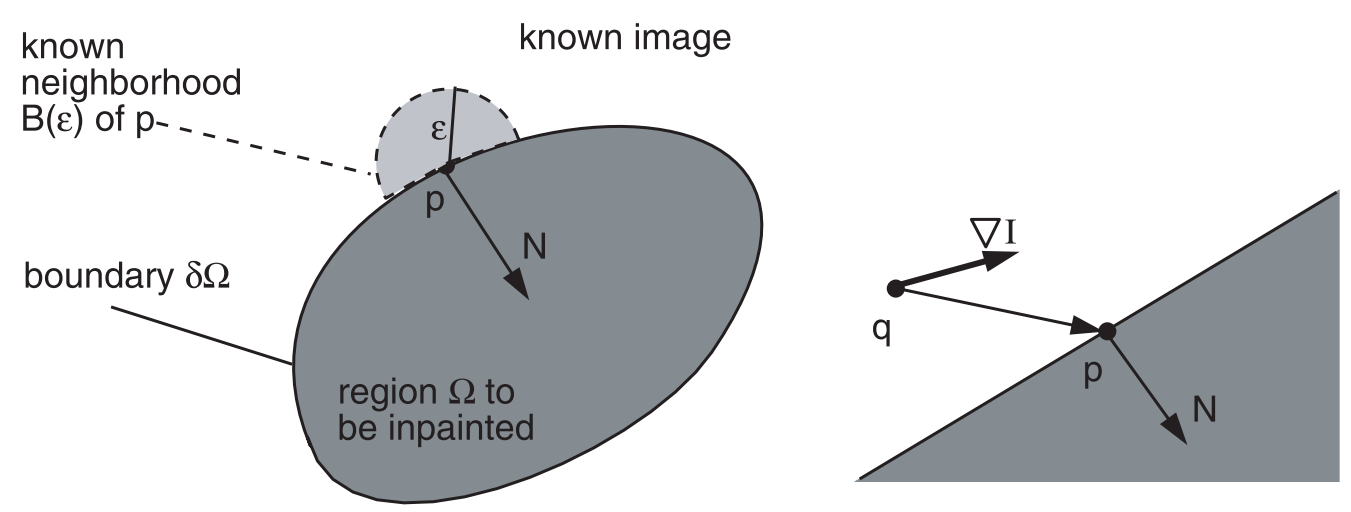 known image
known
neighborhood
B(ε) of p
ε
p
N
boundary δΩ
region Ω to
be inpainted
∇I
q
p
N